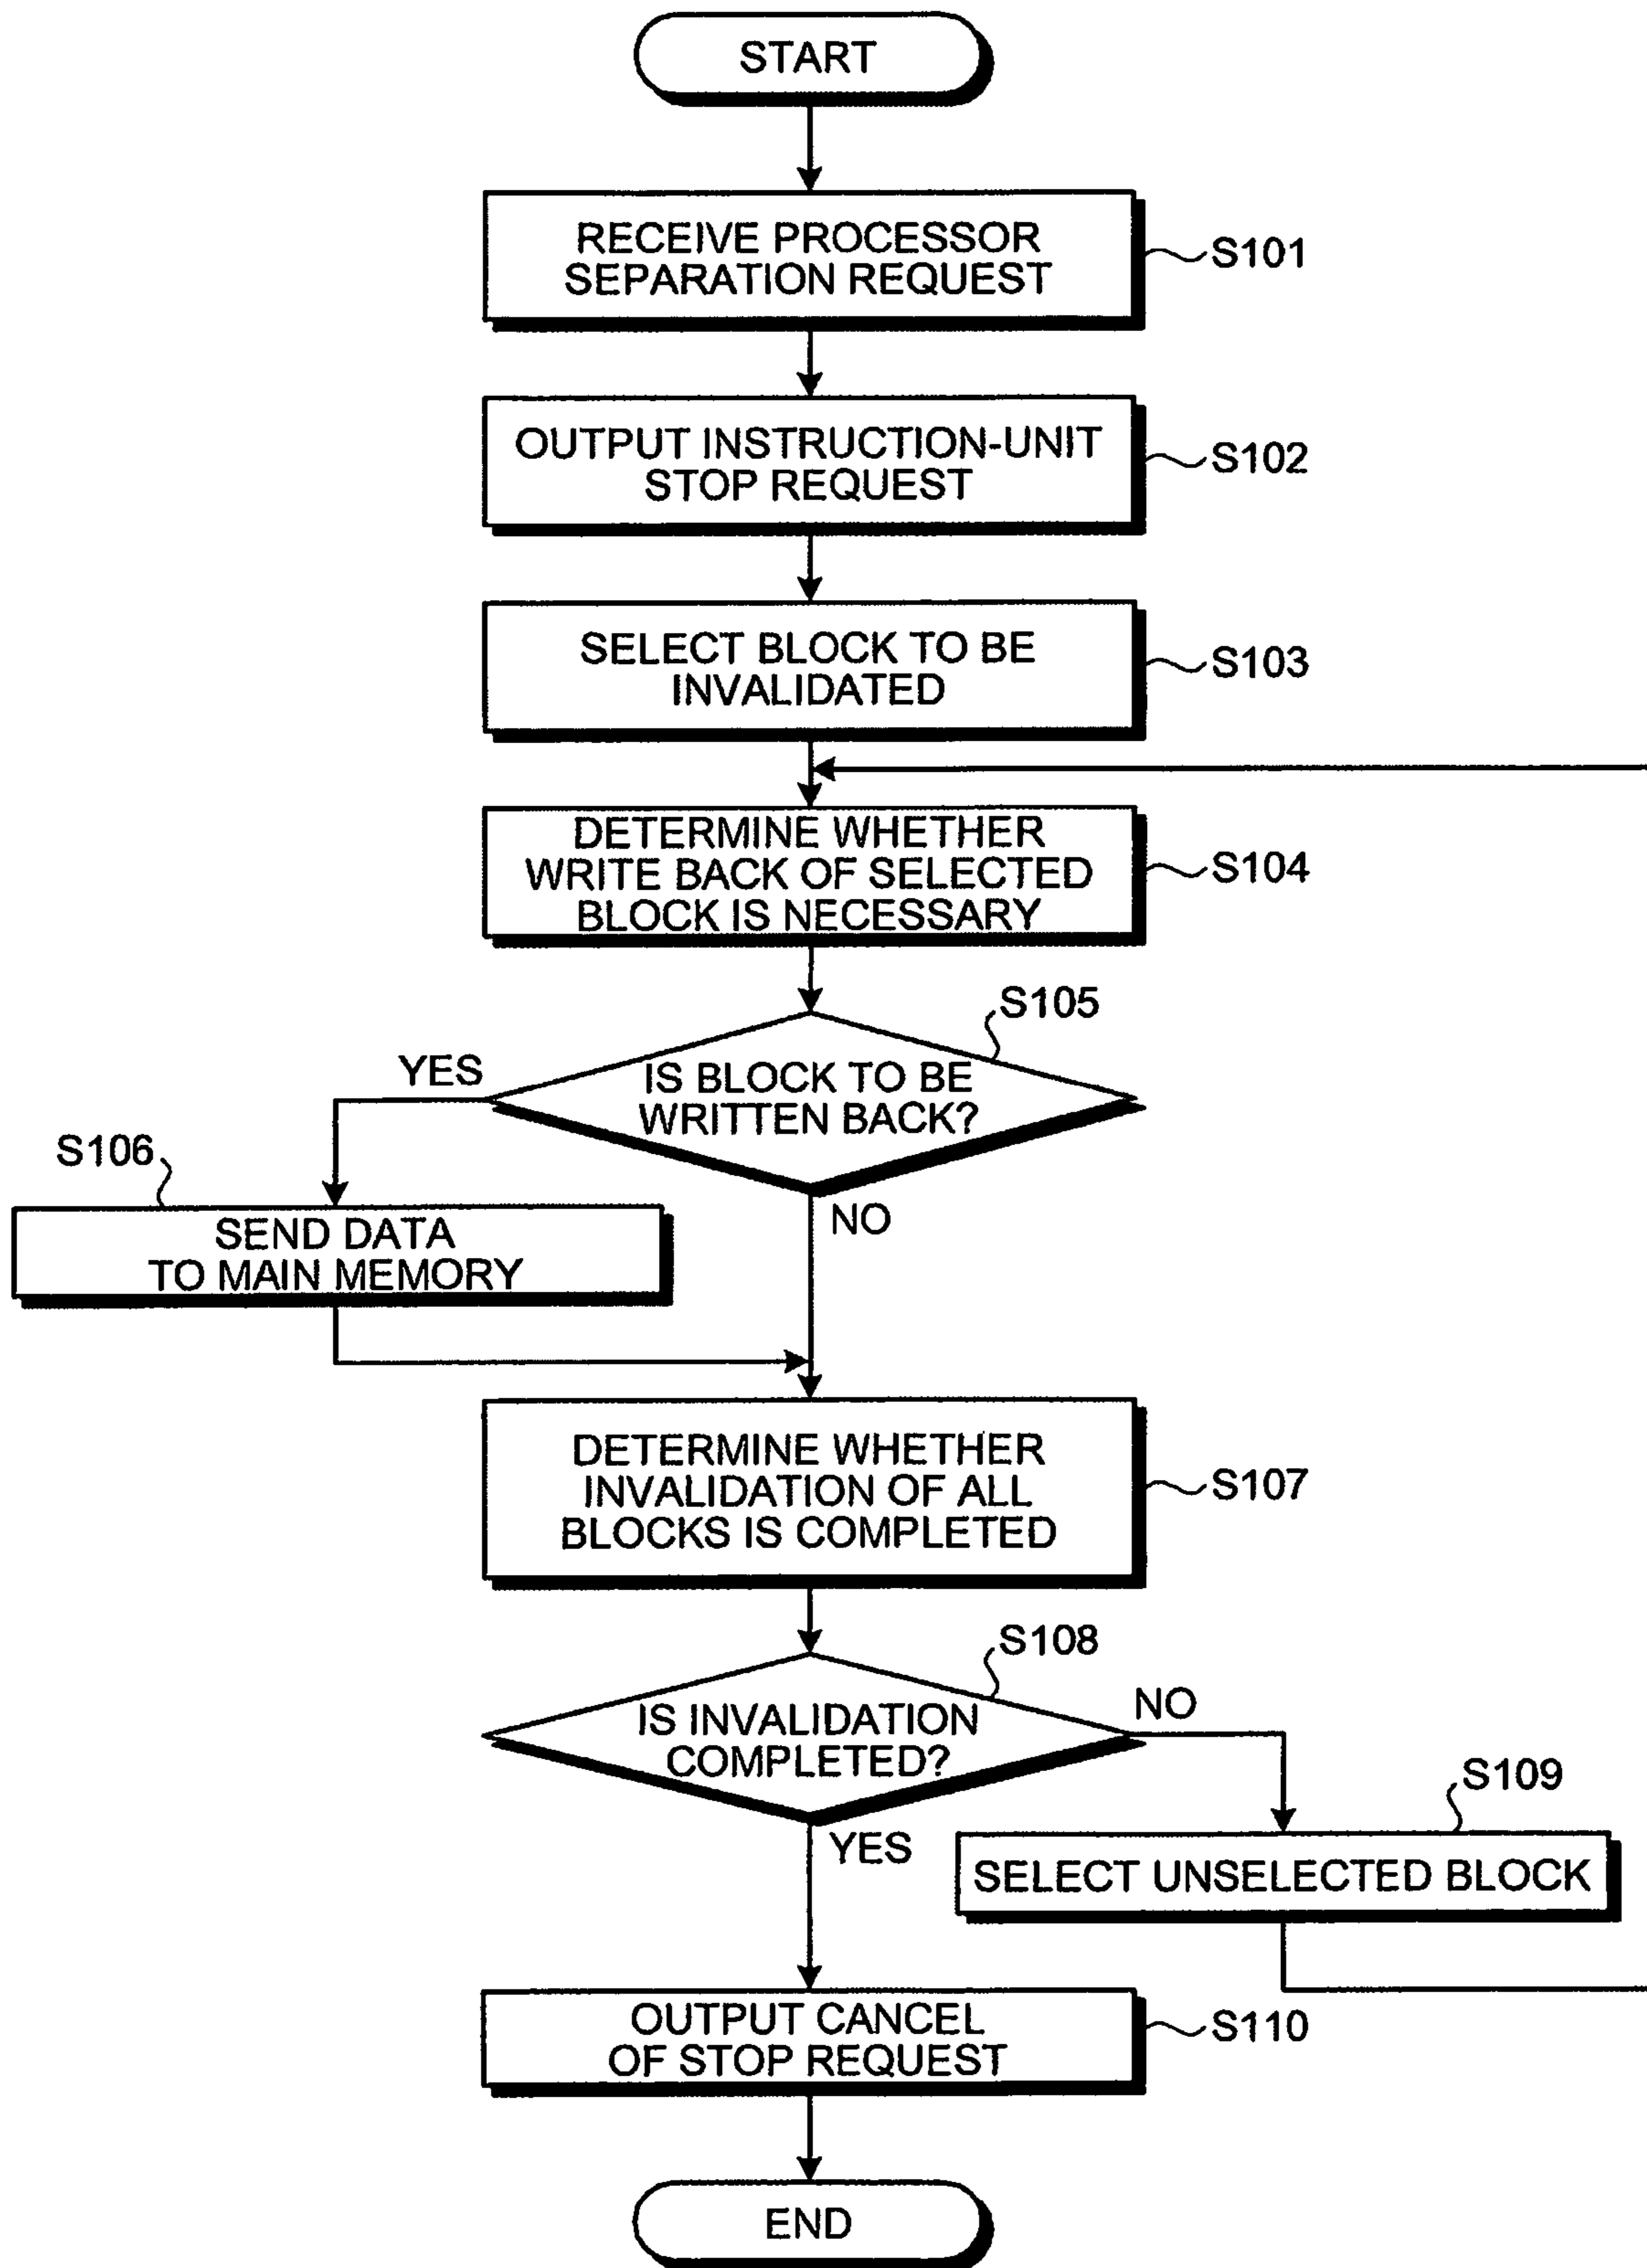 START
RECEIVE PROCESSOR
SEPARATION REQUEST
S101
OUTPUT INSTRUCTION-UNIT
STOP REQUEST
S102
SELECT BLOCK TO BE
INVALIDATED
S103
DETERMINE WHETHER
WRITE BACK OF SELECTED
BLOCK IS NECESSARY
S104
S105
YES
IS BLOCK TO BE
WRITTEN BACK?
S106
NO
SEND DATA
TO MAIN MEMORY
DETERMINE WHETHER
INVALIDATION OF ALL
BLOCKS IS COMPLETED
S107
S108
NO
IS INVALIDATION
COMPLETED?
S109
YES
SELECT UNSELECTED BLOCK
OUTPUT CANCEL
OF STOP REQUEST
S110
END